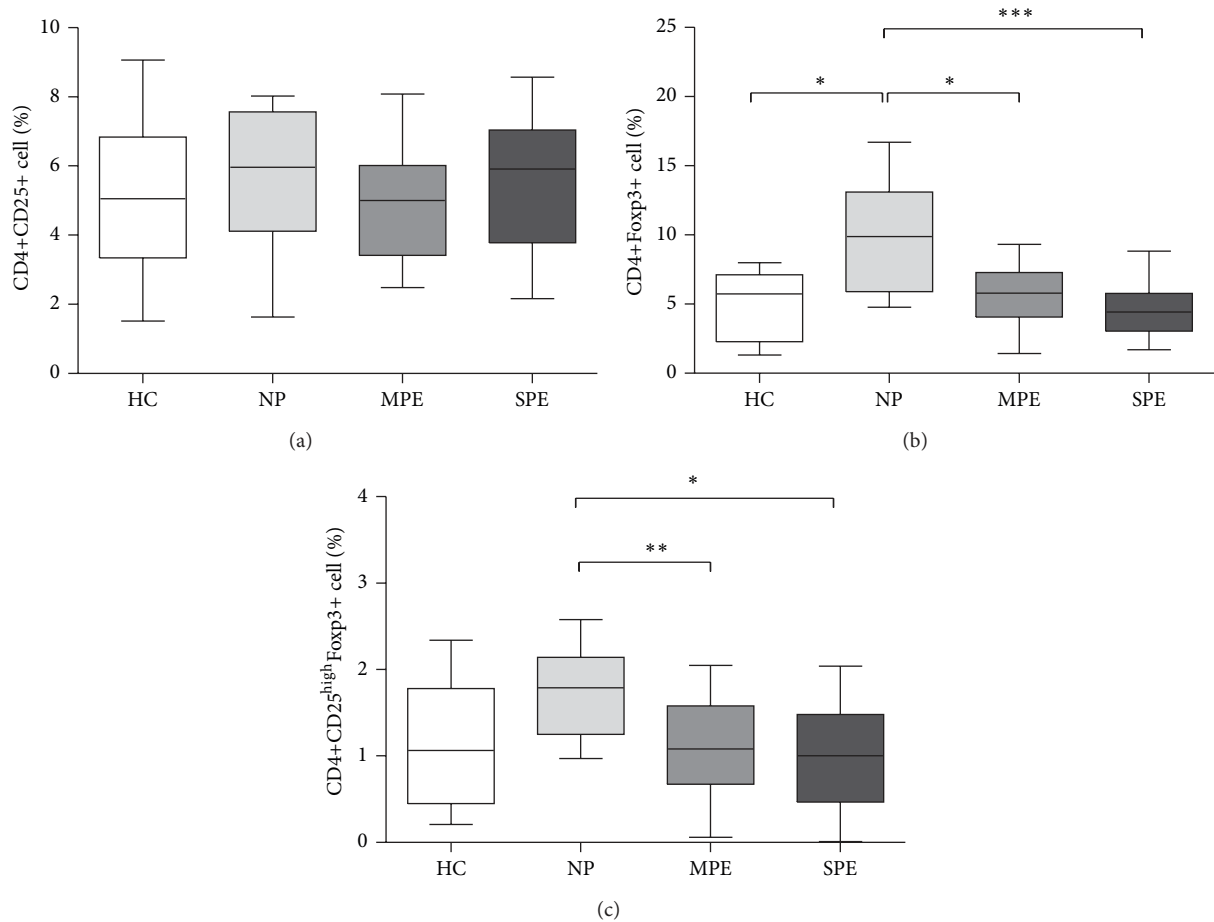 CD4+CD25+ cell (%)
10
8
6
4
2
0
HC NP MPE SPE
(a)
CD4+Foxp3+ cell (%)
25
20
15
10
5
0
***
* *
HC NP MPE SPE
(b)
CD4+CD25highFoxp3+ cell (%)
4
3
2
1
0
*
**
HC NP MPE SPE
(c)